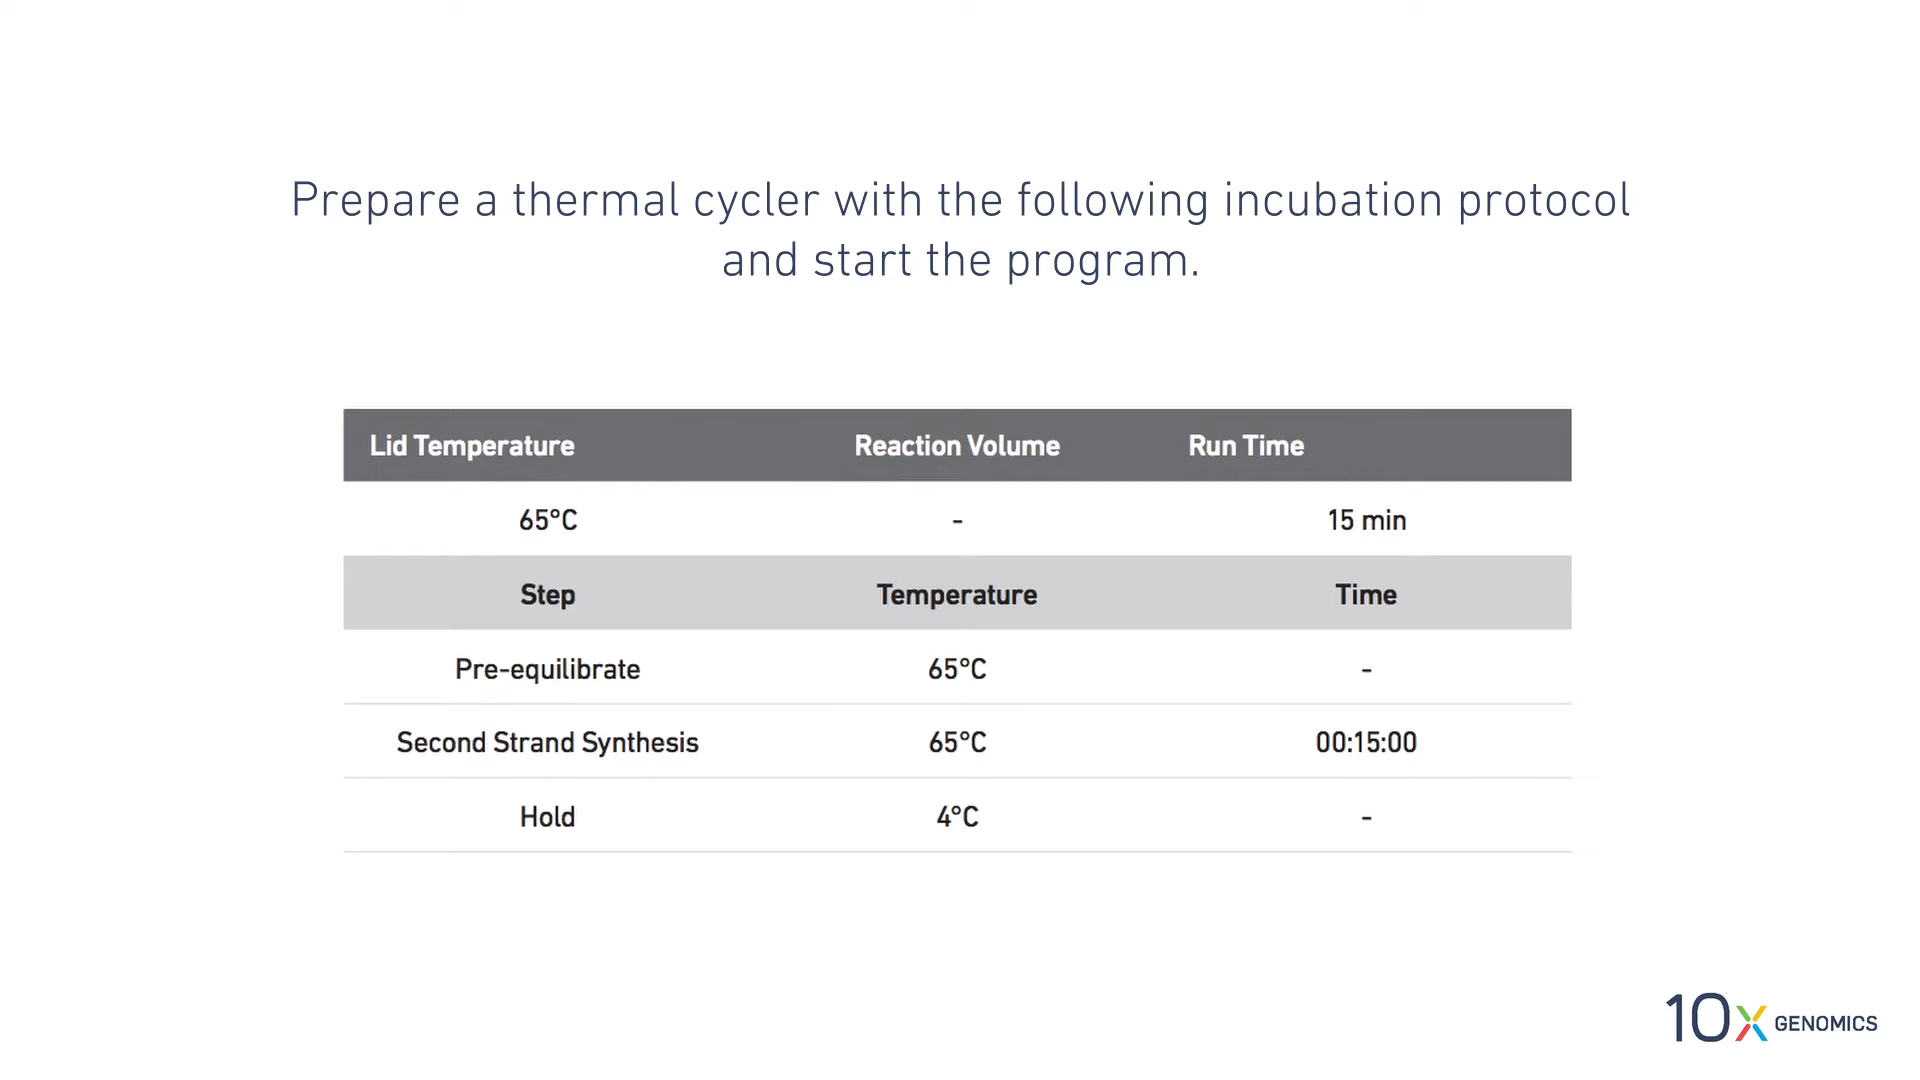 Prepare a thermal cycler with the following incubation protocol
and start the program.
Lid Temperature Reaction Volume Run Time
65°C - 15 min
Step Temperature Time
Pre-equilibrate 65°C -
Second Strand Synthesis 65°C 00:15:00
Hold 4°C -
10x GENOMICS